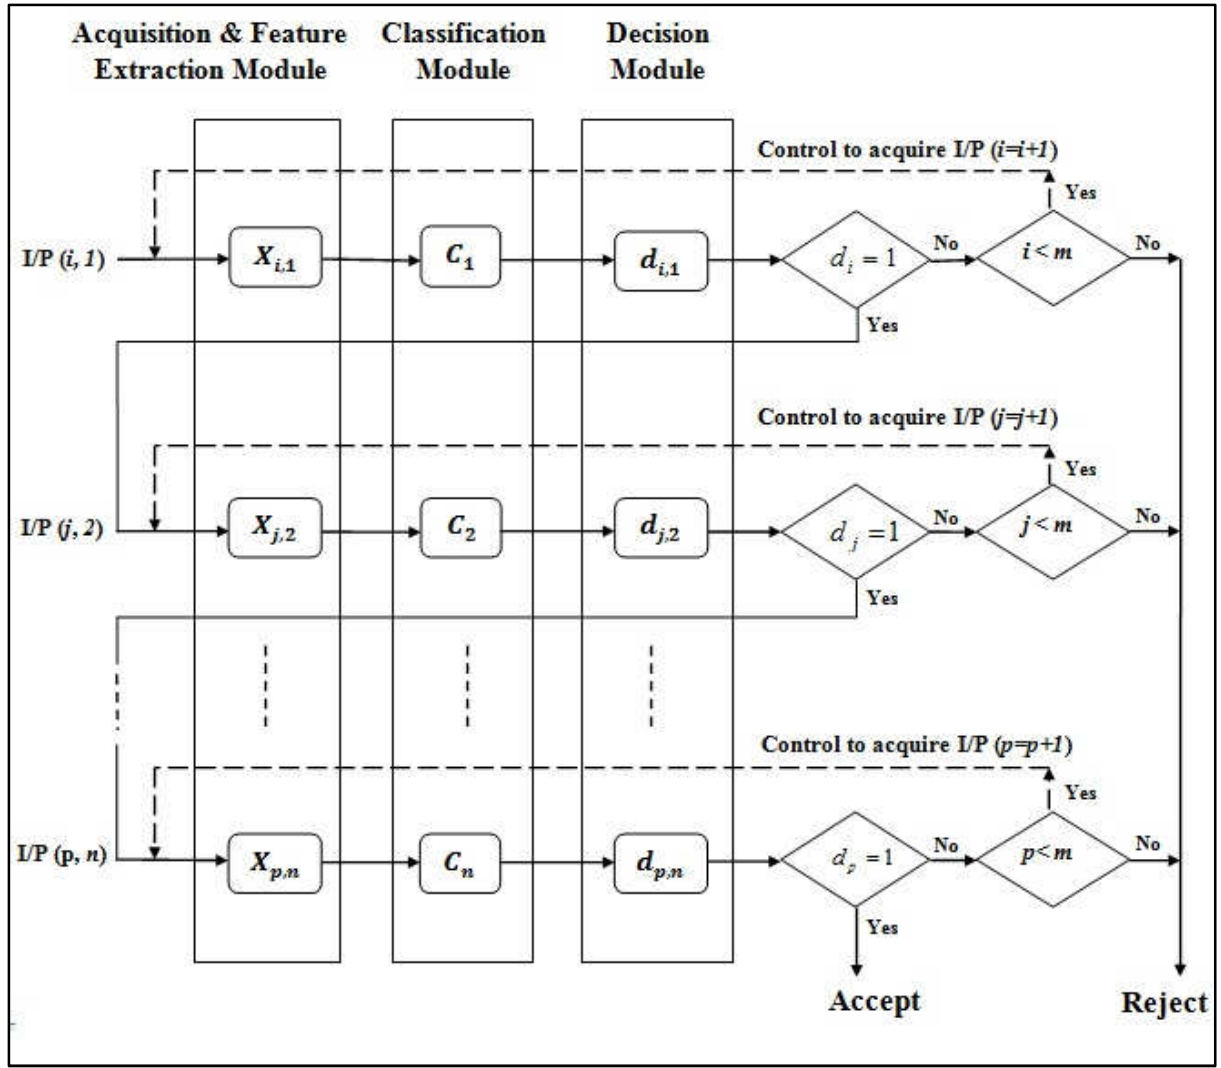 Acquisition & Feature
Extraction Module
Classification
Module
Decision
Module
Control to acquire I/P (i=i+1)
Yes
I/P (i, 1)
X_{i,1}
C_1
d_{i,1}
d_i = 1
No
i < m
No
Yes
Control to acquire I/P (j=j+1)
Yes
I/P (j, 2)
X_{j,2}
C_2
d_{j,2}
d_j = 1
No
j < m
No
Yes
Control to acquire I/P (p=p+1)
Yes
I/P (p, n)
X_{p,n}
C_n
d_{p,n}
d_p = 1
No
p < m
No
Yes
Accept
Reject